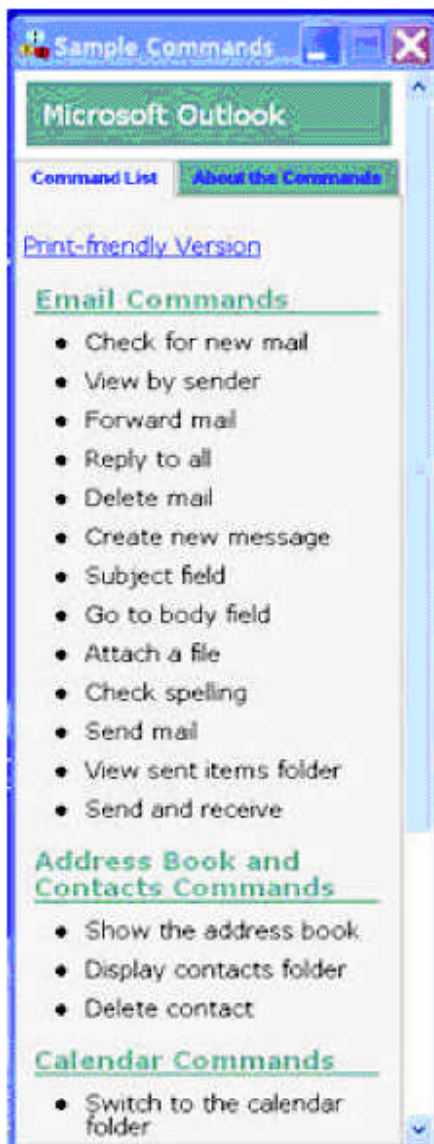 Sample Commands
Microsoft Outlook
Command List About the Commands
Print-friendly Version
Email Commands
• Check for new mail
• View by sender
• Forward mail
• Reply to all
• Delete mail
• Create new message
• Subject field
• Go to body field
• Attach a file
• Check spelling
• Send mail
• View sent items folder
• Send and receive
Address Book and
Contacts Commands
• Show the address book
• Display contacts folder
• Delete contact
Calendar Commands
• Switch to the calendar
folder